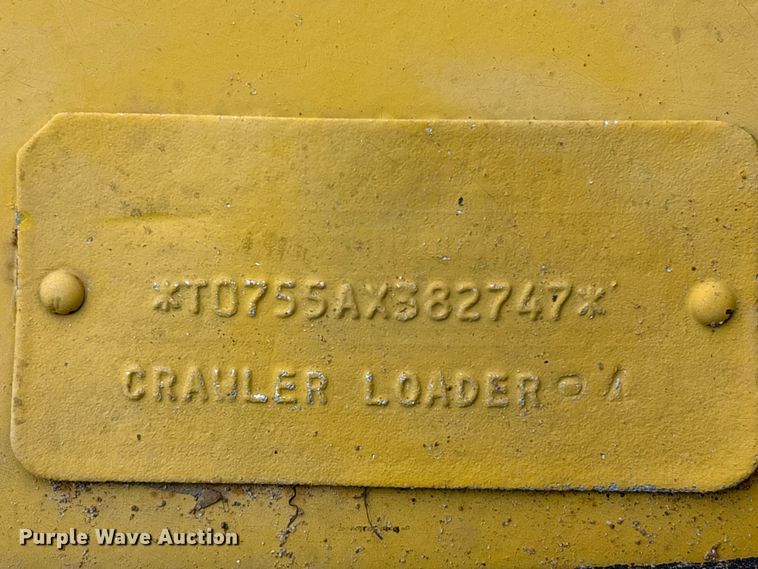 *T0755AX382747*
CRAWLER LOADER
Purple Wave Auction